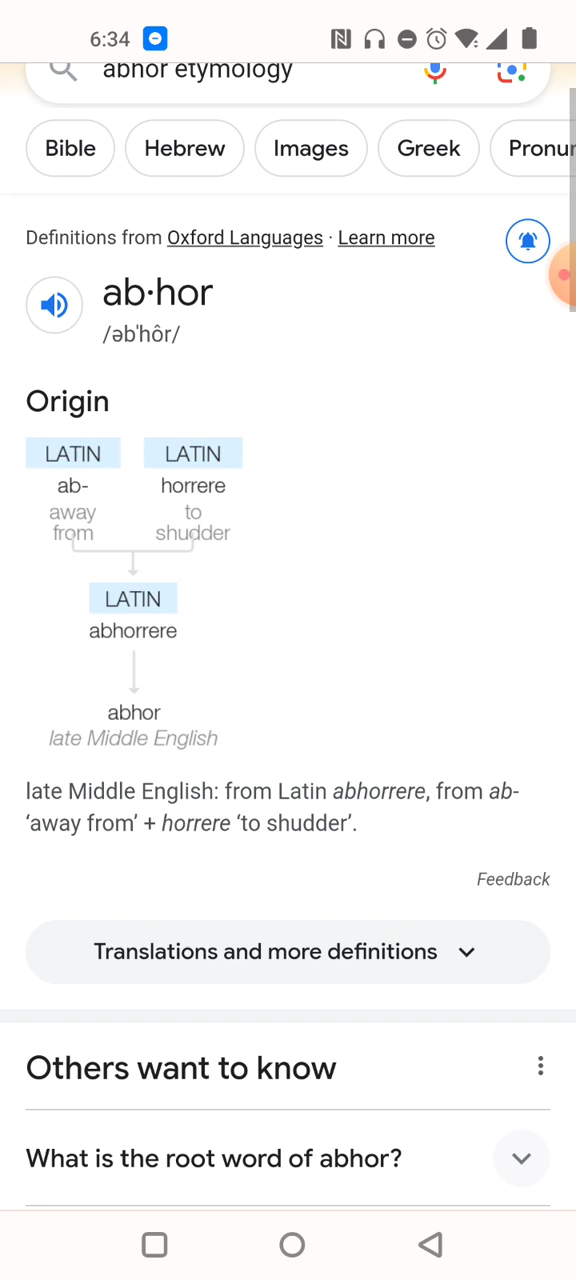 6:34
abhor etymology
Bible
Hebrew
Images
Greek
Definitions from Oxford Languages · Learn more
ab·hor
/əb'hôr/
Origin
LATIN LATIN
ab- horrere
away to
from shudder
LATIN
abhorrere
abhor
late Middle English
late Middle English: from Latin abhorrere, from ab-
‘away from’ + horrere ‘to shudder’.
Feedback
Translations and more definitions
Others want to know
What is the root word of abhor?